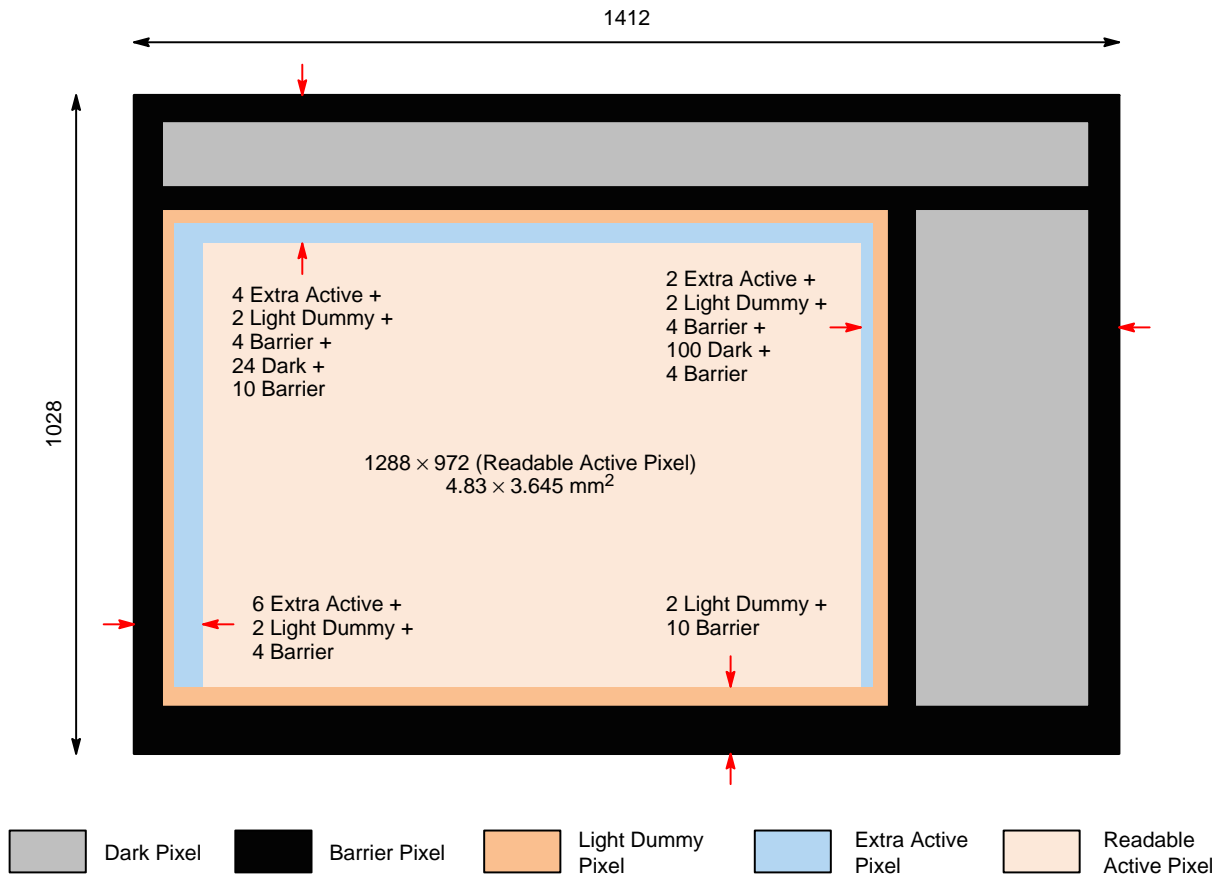 1412
1028
4 Extra Active +
2 Light Dummy +
4 Barrier +
24 Dark +
10 Barrier
2 Extra Active +
2 Light Dummy +
4 Barrier +
100 Dark +
4 Barrier
1288 × 972 (Readable Active Pixel)
4.83 × 3.645 mm²
6 Extra Active +
2 Light Dummy +
4 Barrier
2 Light Dummy +
10 Barrier
Dark Pixel
Barrier Pixel
Light Dummy
Pixel
Extra Active
Pixel
Readable
Active Pixel